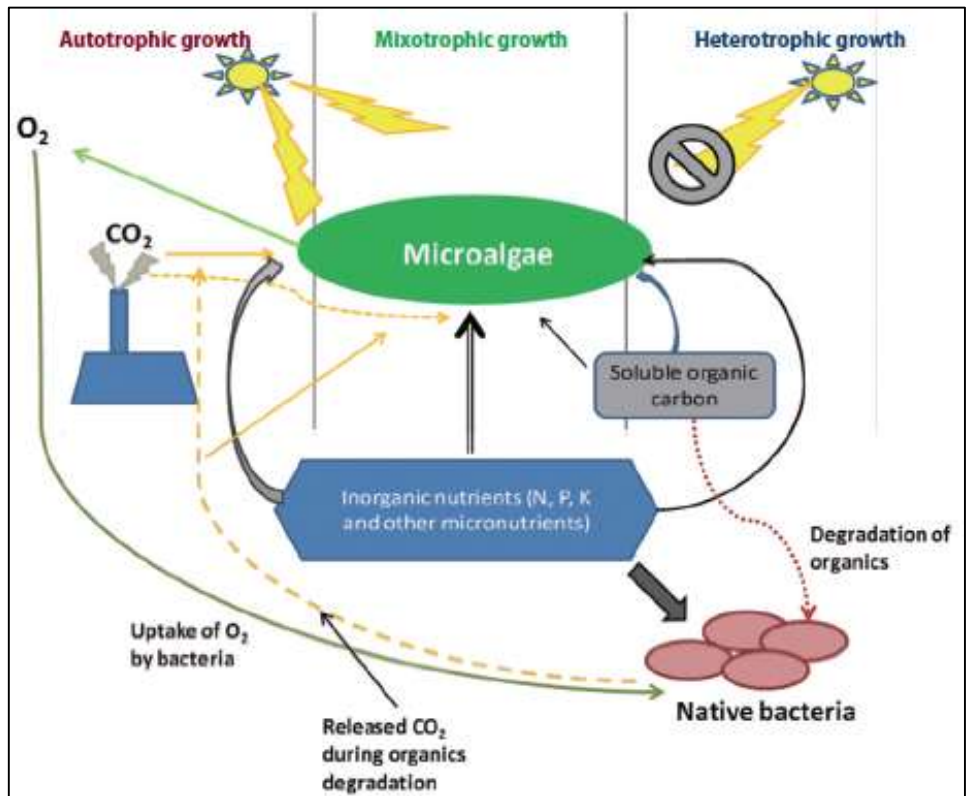 Autotrophic growth
Mixotrophic growth
Heterotrophic growth
O₂
CO₂
Microalgae
Soluble organic
carbon
Inorganic nutrients (N, P, K
and other micronutrients)
Degradation of
organics
Uptake of O₂
by bacteria
Native bacteria
Released CO₂
during organics
degradation